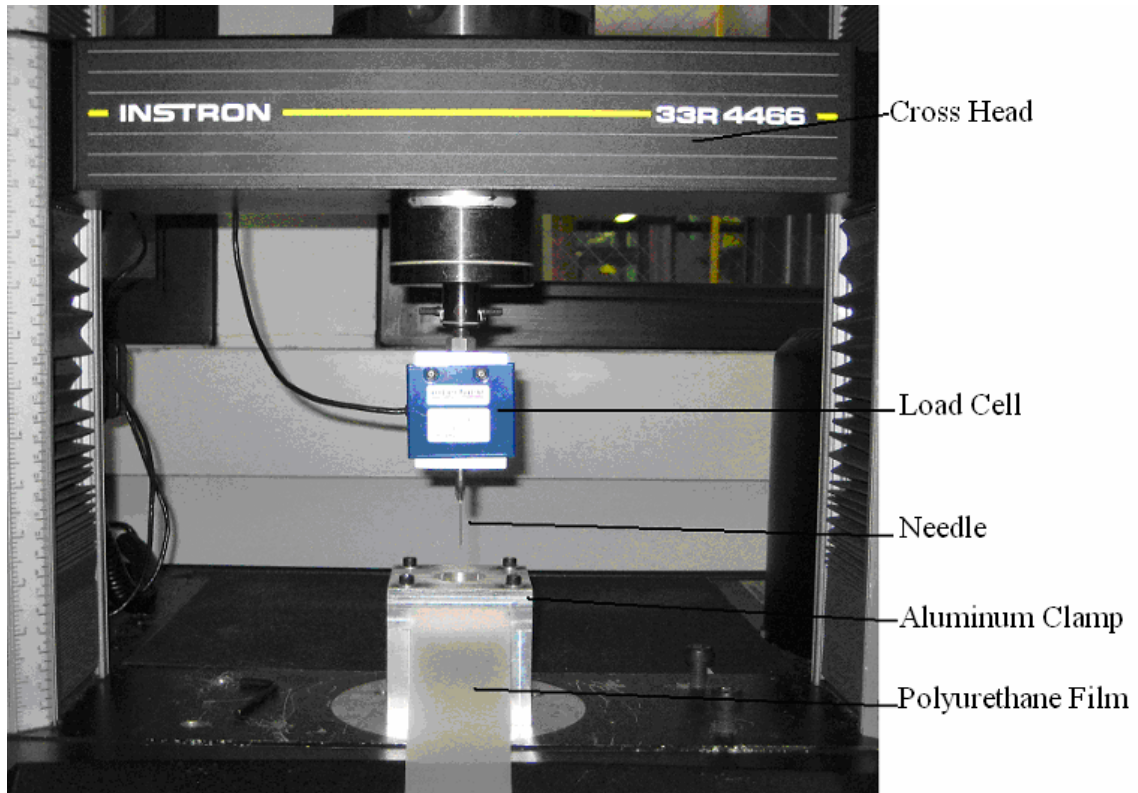 INSTRON 33R 4466
Cross Head
Load Cell
Needle
Aluminum Clamp
Polyurethane Film